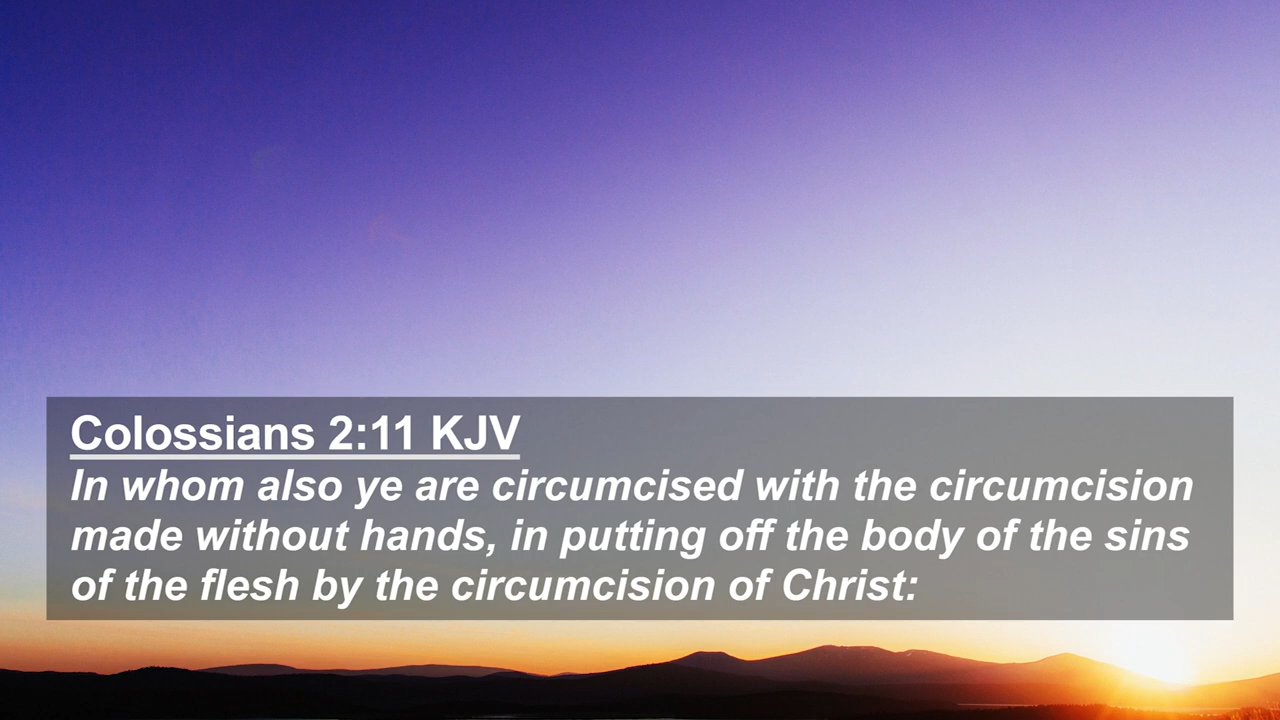 Colossians 2:11 KJV
In whom also ye are circumcised with the circumcision
made without hands, in putting off the body of the sins
of the flesh by the circumcision of Christ: